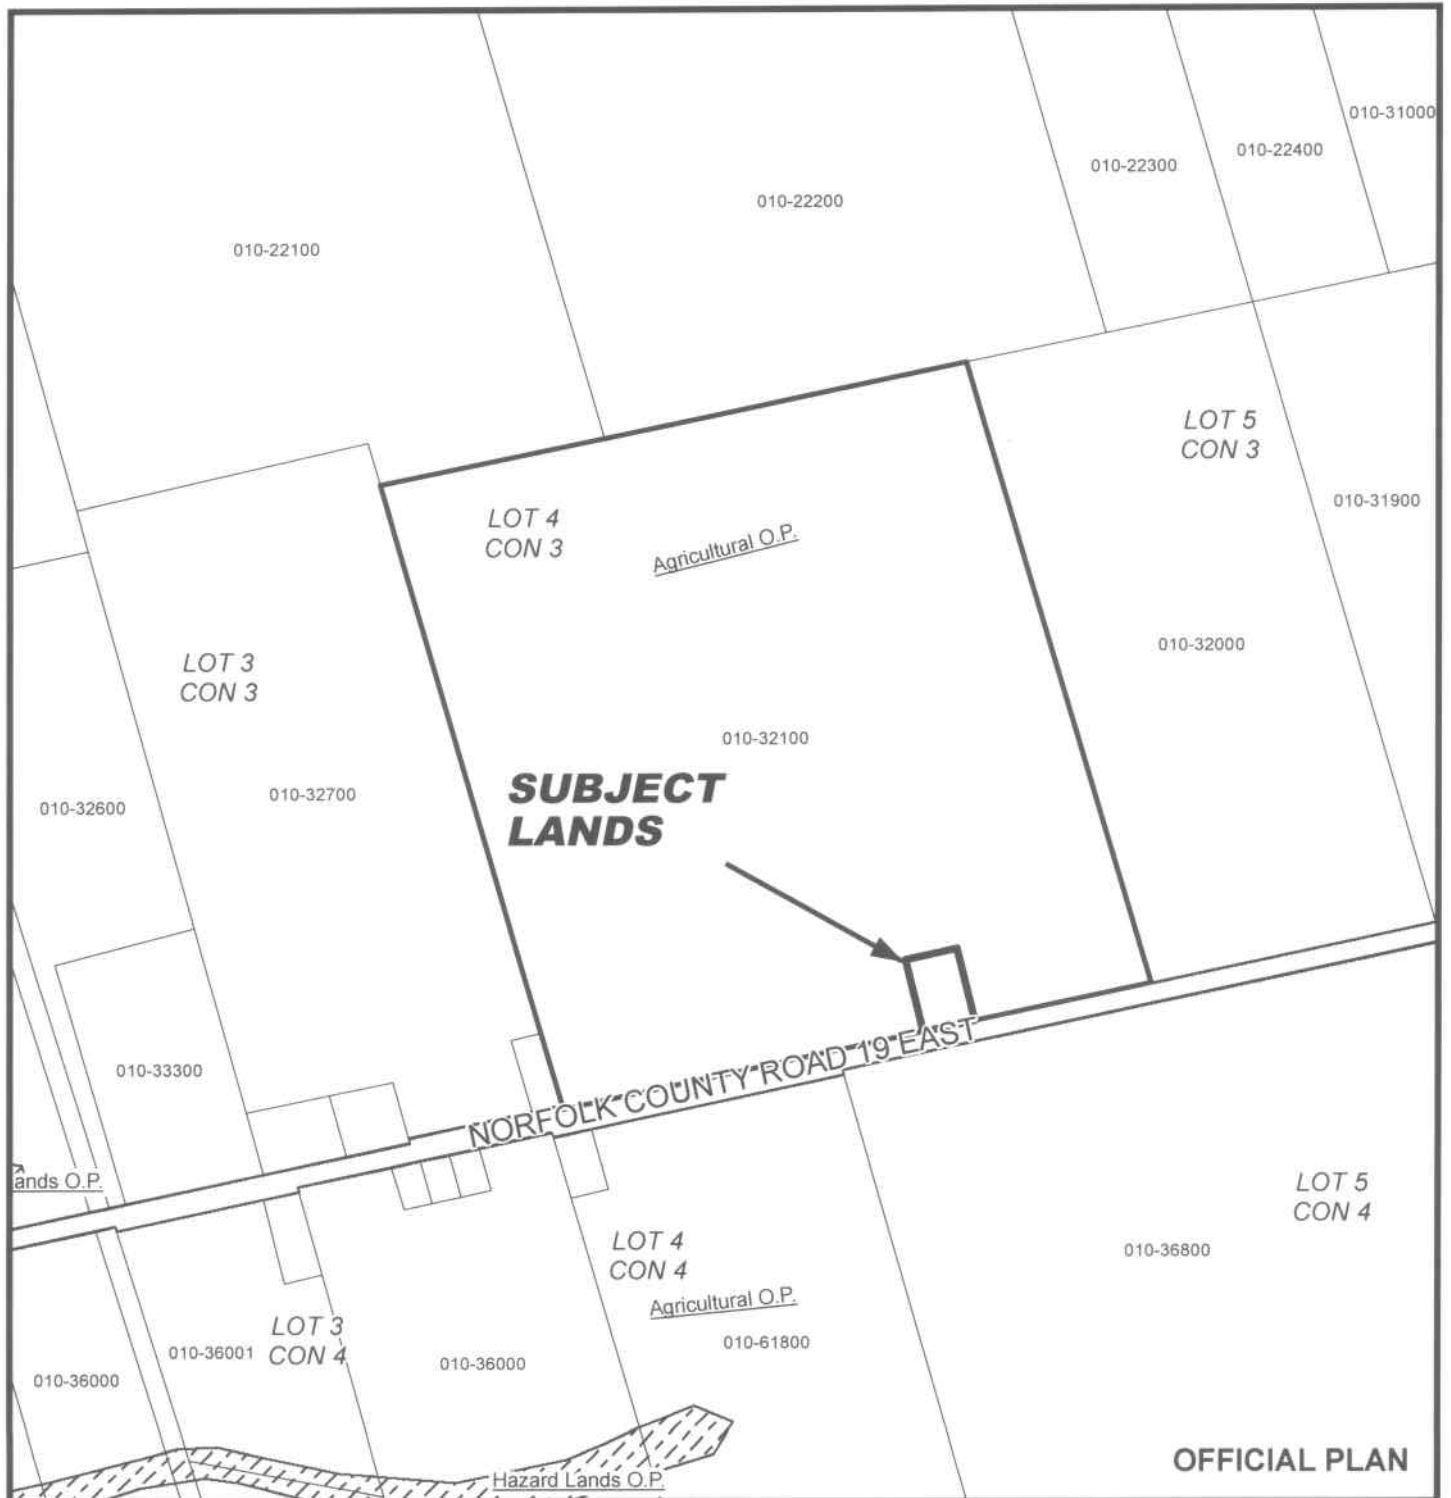 010-31000
010-22400
010-22300
010-22200
010-22100
LOT 5
CON 3
010-31900
LOT 4
CON 3
Agricultural O.P.
010-32000
LOT 3
CON 3
010-32100
SUBJECT
LANDS
010-32700
010-32600
NORFOLK COUNTY ROAD 19 EAST
010-33300
ands O.P.
LOT 5
CON 4
010-36800
LOT 4
CON 4
Agricultural O.P.
010-61800
LOT 3
CON 4
010-36001
010-36000
010-36000
Hazard Lands O.P.
OFFICIAL PLAN